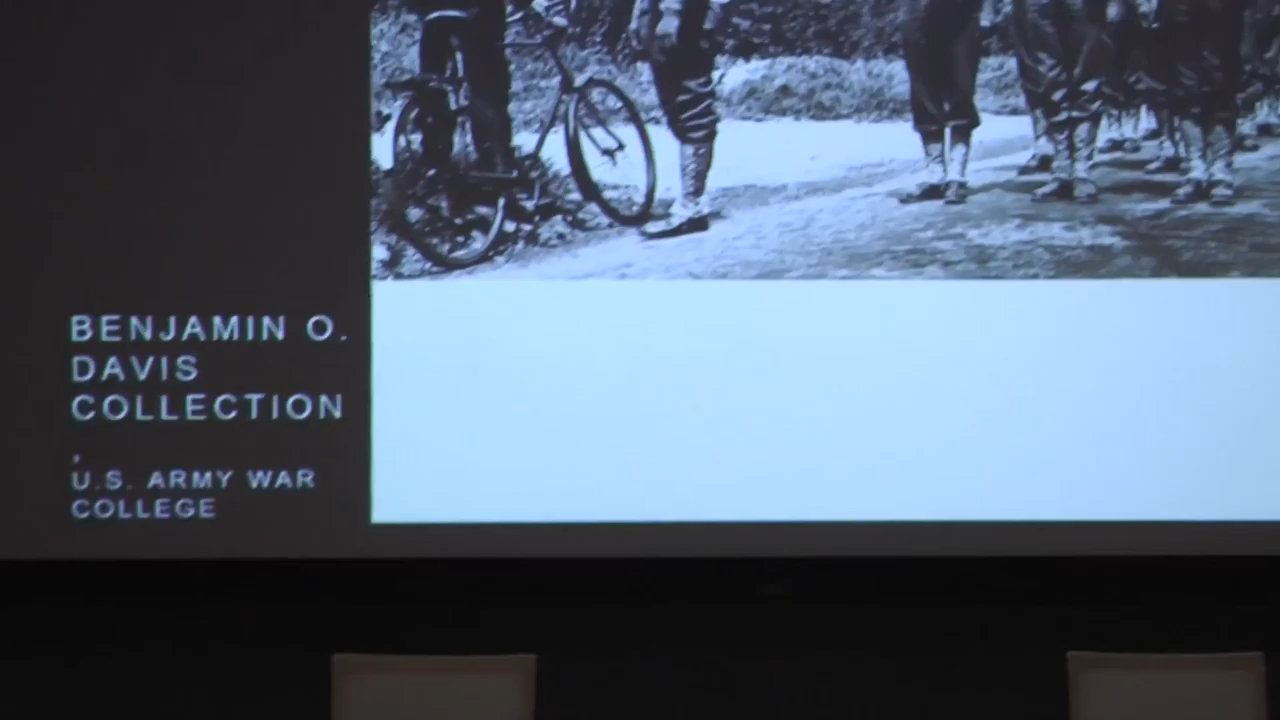 BENJAMIN O.
DAVIS
COLLECTION
,
U.S. ARMY WAR
COLLEGE